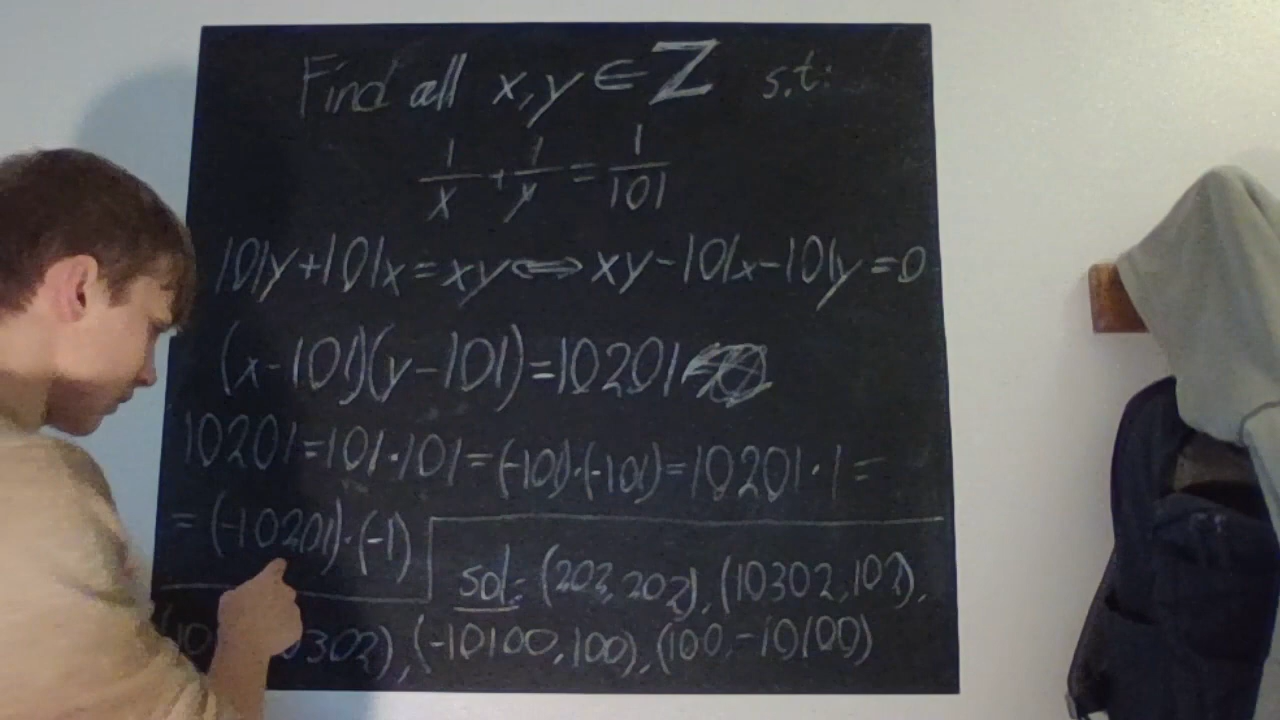 Find all x,y ∈ Z s.t:
1/x + 1/y = 1/101
101y+101x=xy⟺xy-101x-101y=0
(x-101)(y-101)=10201
10201=101·101=(-101)·(-101)=10201·1=
=(-10201)·(-1)
sol: (202,202), (10302,102),
(10 0302), (-10100,100), (100,-10100)